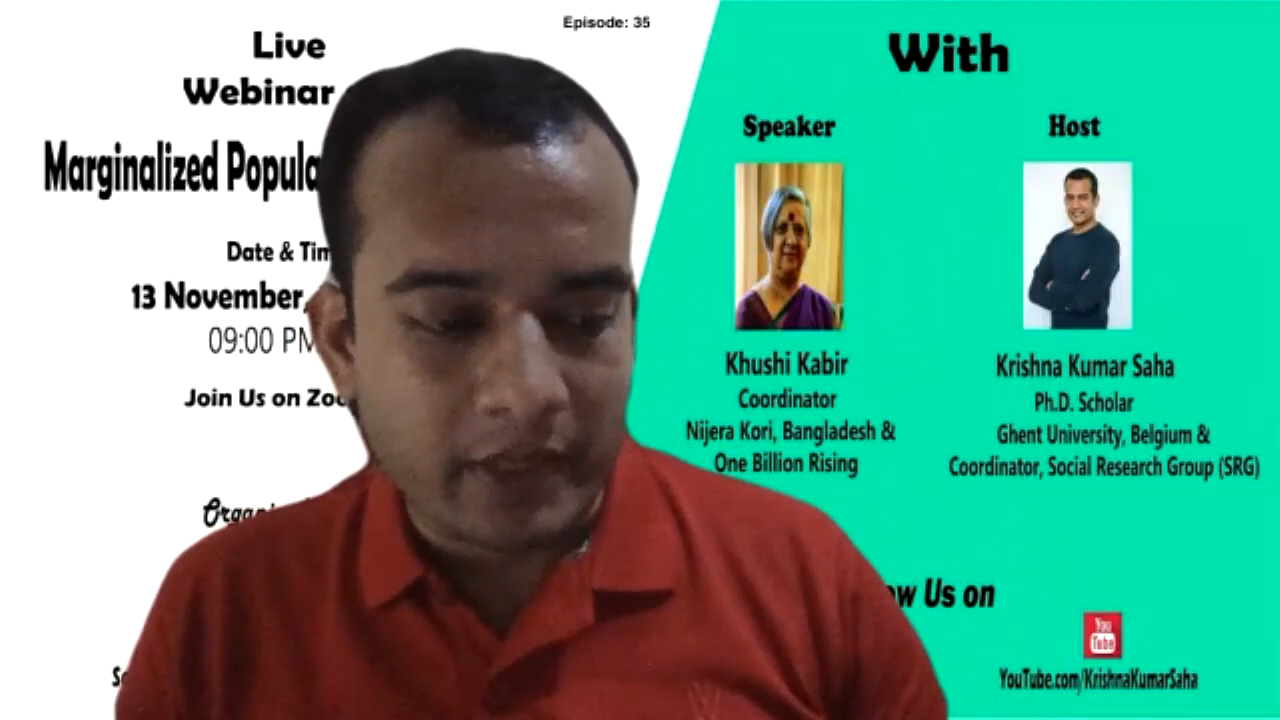 Episode: 35
Live
Webinar
Marginalized Popula
Date & Tim
13 November,
09:00 PM
Join Us on Zoo
Organi
With
Speaker
Host
Khushi Kabir
Coordinator
Nijera Kori, Bangladesh &
One Billion Rising
Krishna Kumar Saha
Ph.D. Scholar
Ghent University, Belgium &
Coordinator, Social Research Group (SRG)
ow Us on
You
Tube
YouTube.com/KrishnaKumarSaha